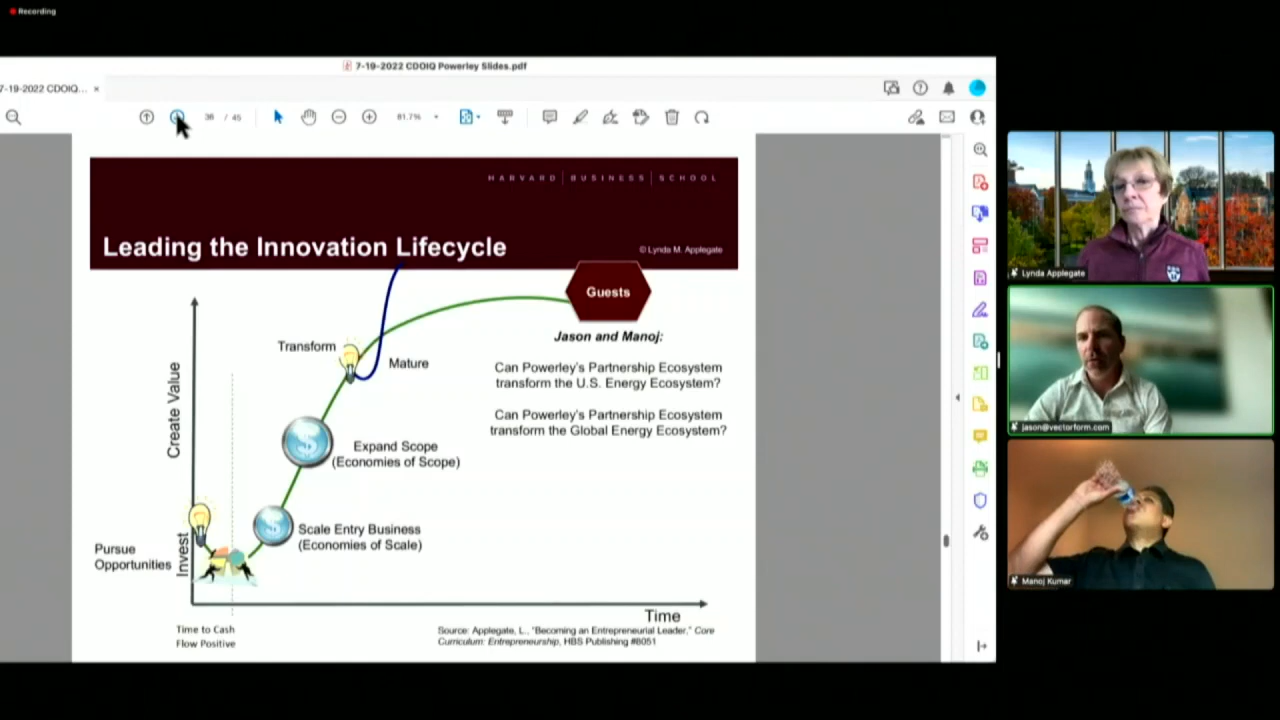 Recording
7-19-2022 CDOIQ Powerley Slides.pdf
7-19-2022 CDOIQ... ×
36 / 45
81.7%
HARVARD | BUSINESS | SCHOOL
Leading the Innovation Lifecycle
© Lynda M. Applegate
Guests
Jason and Manoj:
Can Powerley's Partnership Ecosystem
transform the U.S. Energy Ecosystem?
Can Powerley's Partnership Ecosystem
transform the Global Energy Ecosystem?
Create Value
Invest
Transform
Mature
Expand Scope
(Economies of Scope)
Scale Entry Business
(Economies of Scale)
Pursue
Opportunities
Time
Time to Cash
Flow Positive
Source: Applegate, L., "Becoming an Entrepreneurial Leader," Core
Curriculum: Entrepreneurship, HBS Publishing #8051
Lynda Applegate
jason@vectorform.com
Manoj Kumar